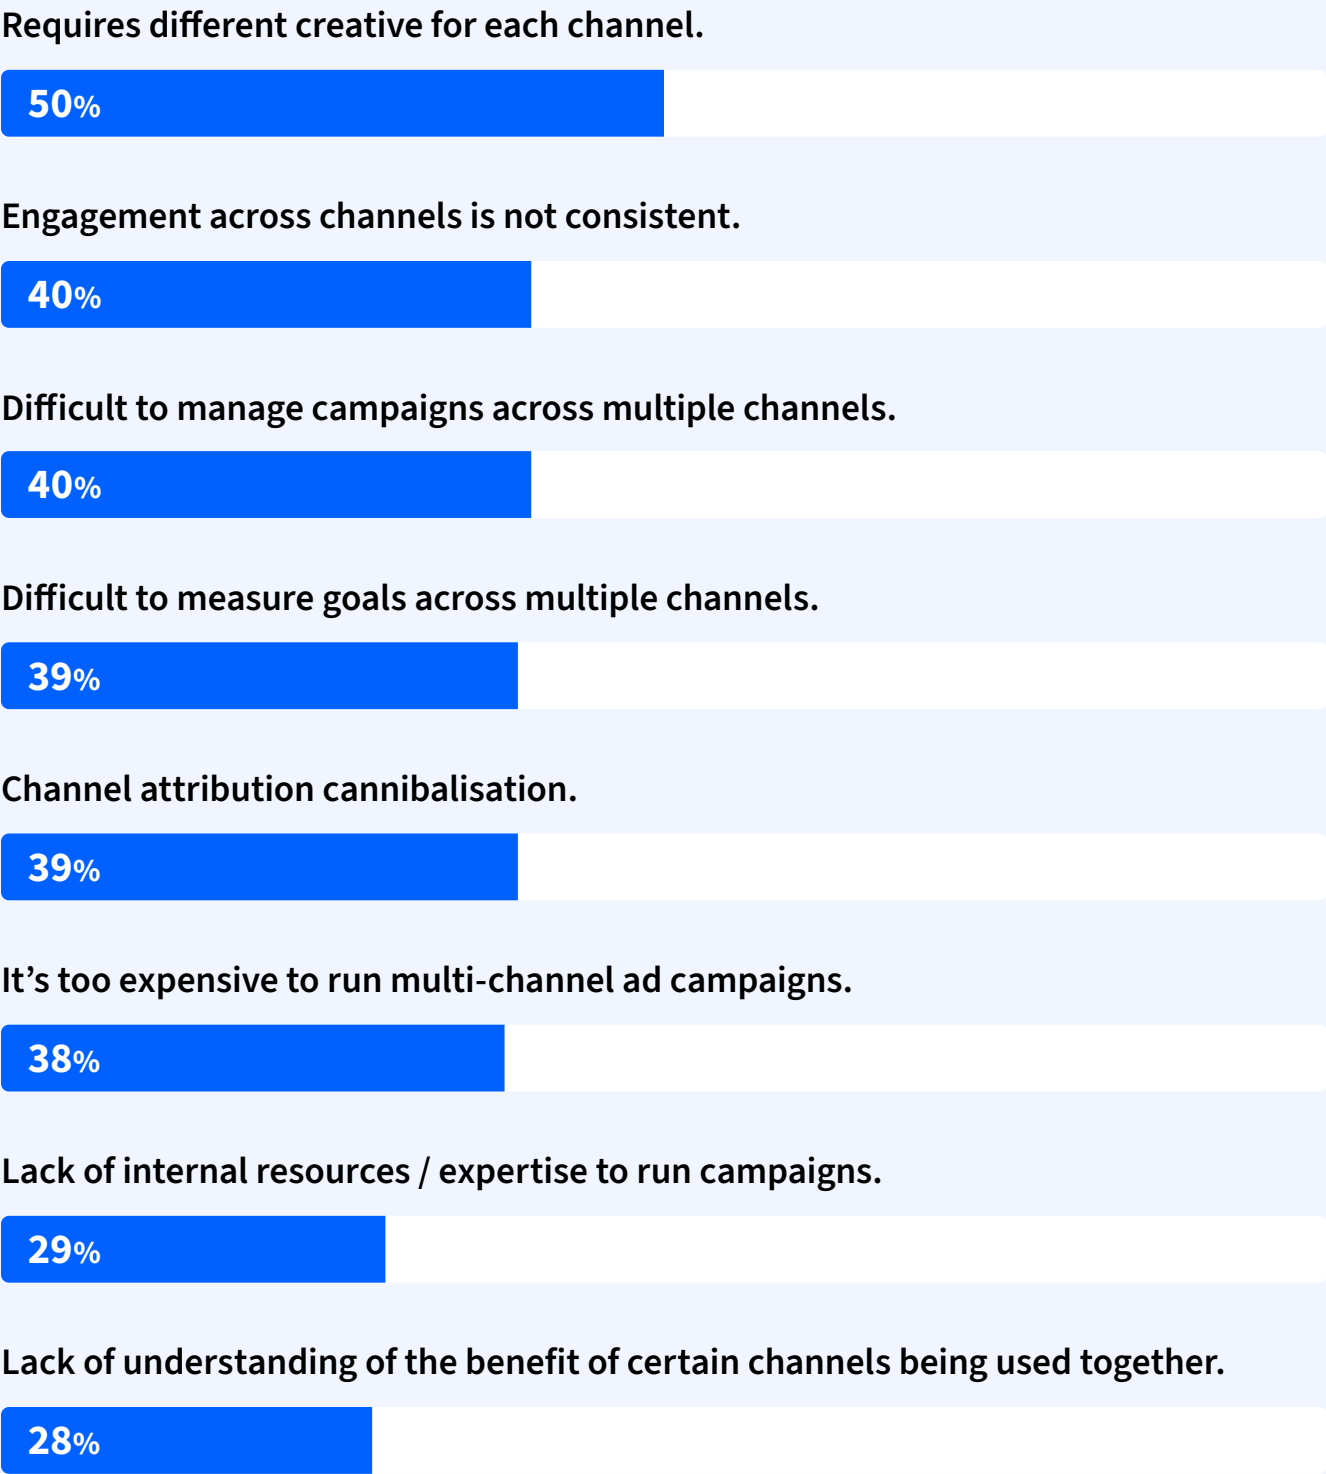 Requires different creative for each channel.
50%
Engagement across channels is not consistent.
40%
Difficult to manage campaigns across multiple channels.
40%
Difficult to measure goals across multiple channels.
39%
Channel attribution cannibalisation.
39%
It’s too expensive to run multi-channel ad campaigns.
38%
Lack of internal resources / expertise to run campaigns.
29%
Lack of understanding of the benefit of certain channels being used together.
28%